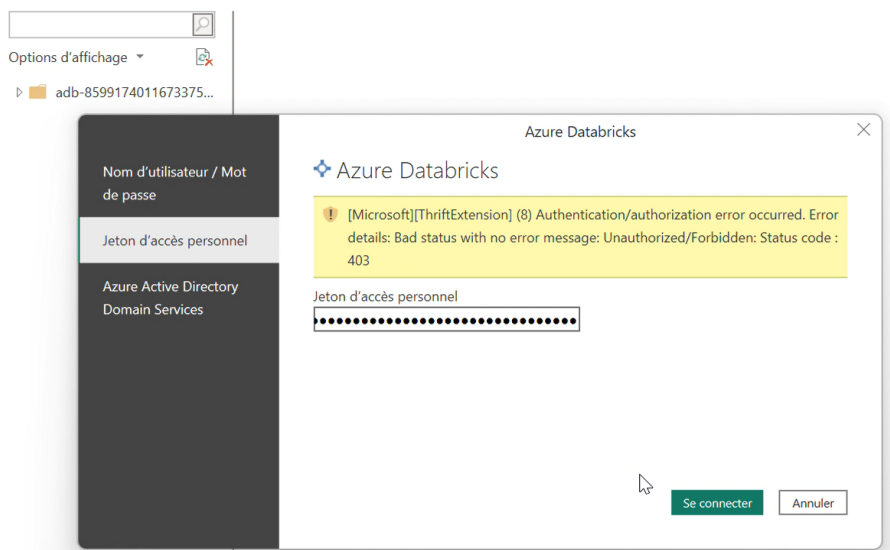 Options d'affichage
adb-8599174011673375...
Azure Databricks
Nom d'utilisateur / Mot
de passe
Jeton d'accès personnel
Azure Active Directory
Domain Services
Azure Databricks
[Microsoft][ThriftExtension] (8) Authentication/authorization error occurred. Error
details: Bad status with no error message: Unauthorized/Forbidden: Status code :
403
Jeton d'accès personnel
Se connecter
Annuler